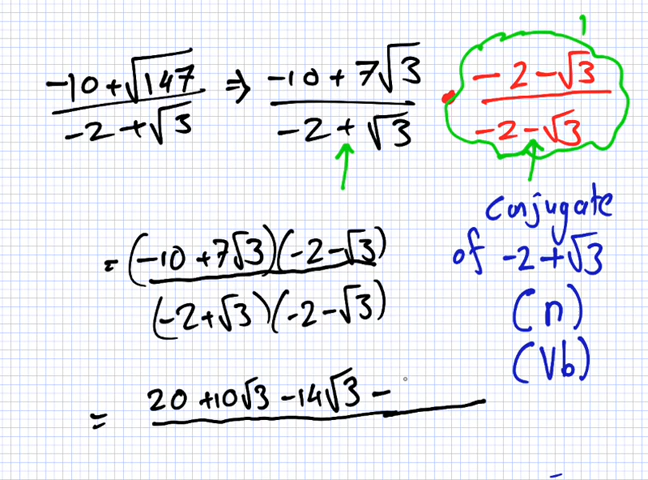 (-10+√147)/(-2+√3) ⇒ (-10+7√3)/(-2+√3) • (-2-√3)/(-2-√3) 1
conjugate
of -2+√3
(n)
(Vb)
= (-10+7√3)(-2-√3)/(-2+√3)(-2-√3)
= 20+10√3-14√3-